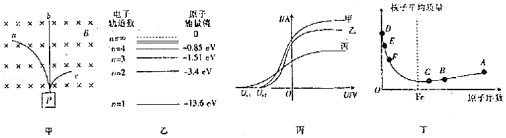 a b B c
P
甲
电子 轨道数 原子 能量值
n=∞ 0
n=4 -0.85 eV
n=3 -1.51 eV
n=2 -3.4 eV
n=1 -13.6 eV
乙
I/A
甲
乙
丙
Uc1 Uc2 O U/V
丙
核子平均质量
D
E
F
C B A
O Fe 原子序数
丁